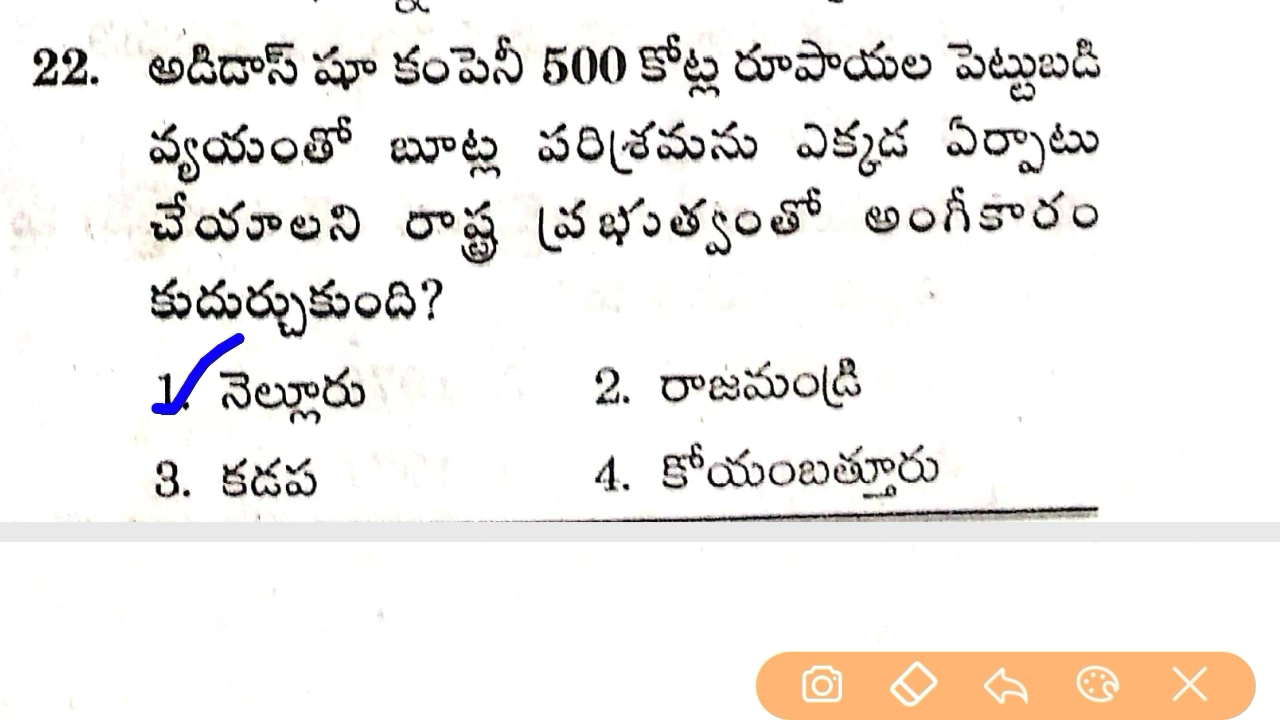 22. అడిదాస్ షూ కంపెనీ 500 కోట్ల రూపాయల పెట్టుబడి
వ్యయంతో బూట్ల పరిశ్రమను ఎక్కడ ఏర్పాటు
చేయాలని రాష్ట్ర ప్రభుత్వంతో అంగీకారం
కుదుర్చుకుంది?
1. నెల్లూరు 2. రాజమండ్రి
3. కడప 4. కోయంబత్తూరు